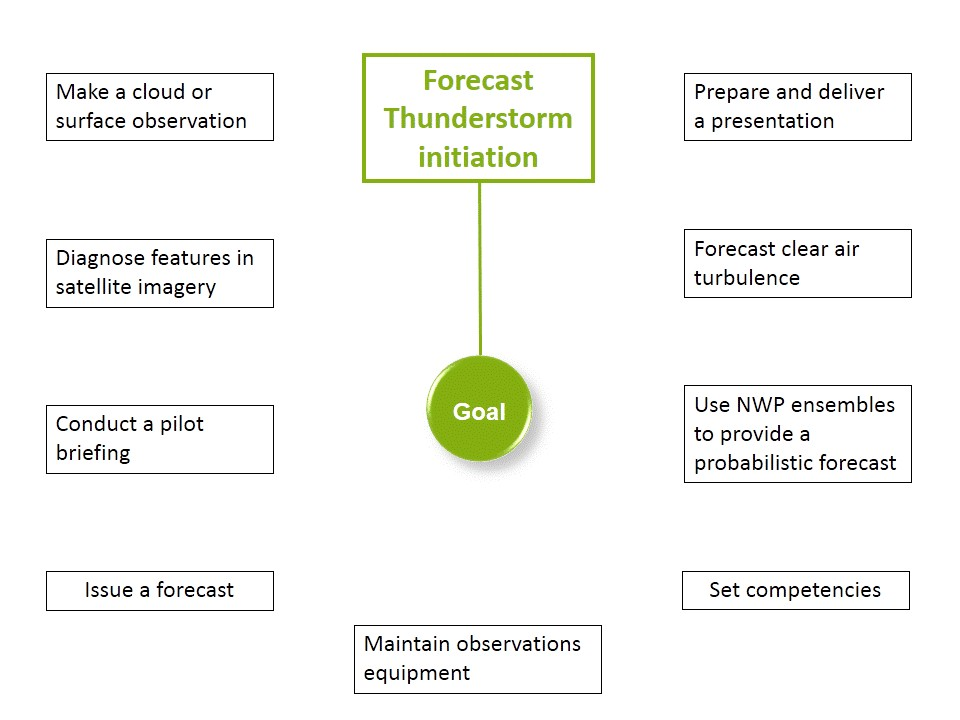 Forecast
Thunderstorm
initiation
Make a cloud or
surface observation
Prepare and deliver
a presentation
Diagnose features in
satellite imagery
Forecast clear air
turbulence
Goal
Conduct a pilot
briefing
Use NWP ensembles
to provide a
probabilistic forecast
Issue a forecast
Set competencies
Maintain observations
equipment